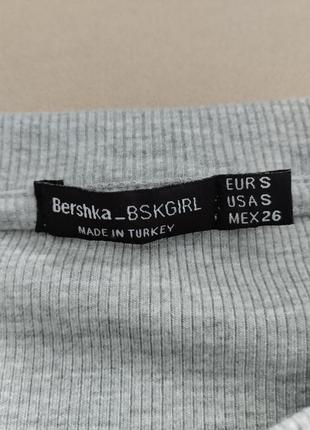 Bershka_BSKGIRL
MADE IN TURKEY
EUR S
USA S
MEX 26